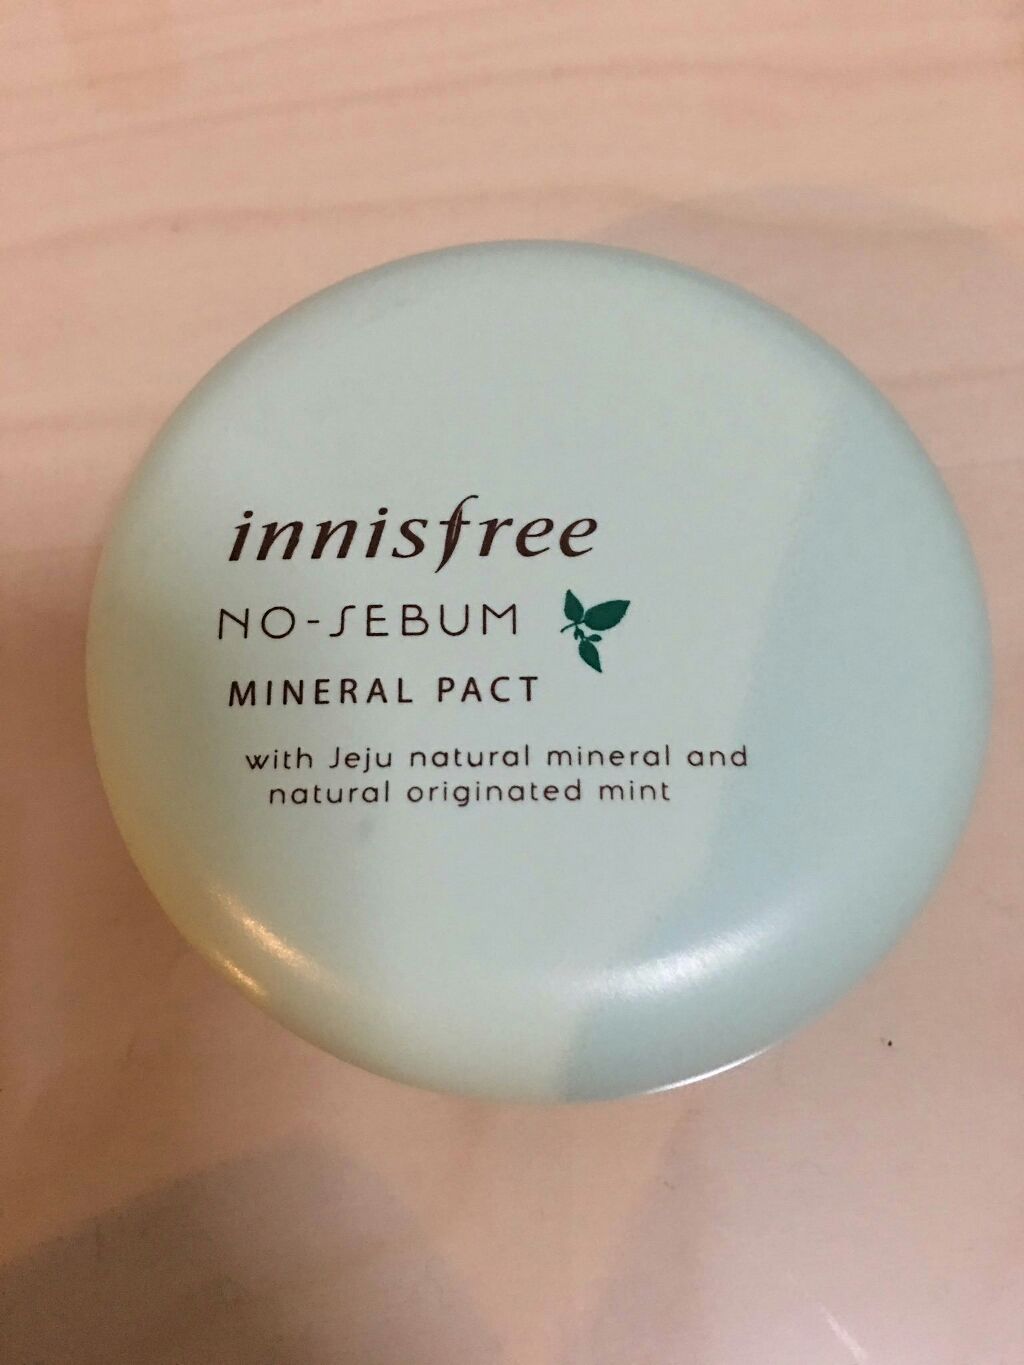 innisfree
NO-SEBUM
MINERAL PACT
with Jeju natural mineral and
natural originated mint